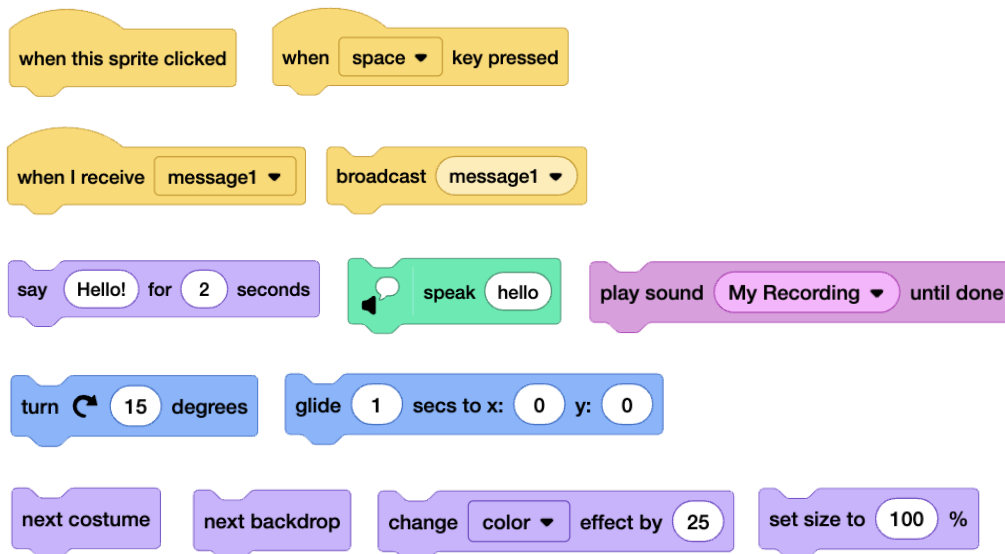 when this sprite clicked when space key pressed
when I receive message1 broadcast message1
say Hello! for 2 seconds speak hello play sound My Recording until done
turn 15 degrees glide 1 secs to x: 0 y: 0
next costume next backdrop change color effect by 25 set size to 100 %